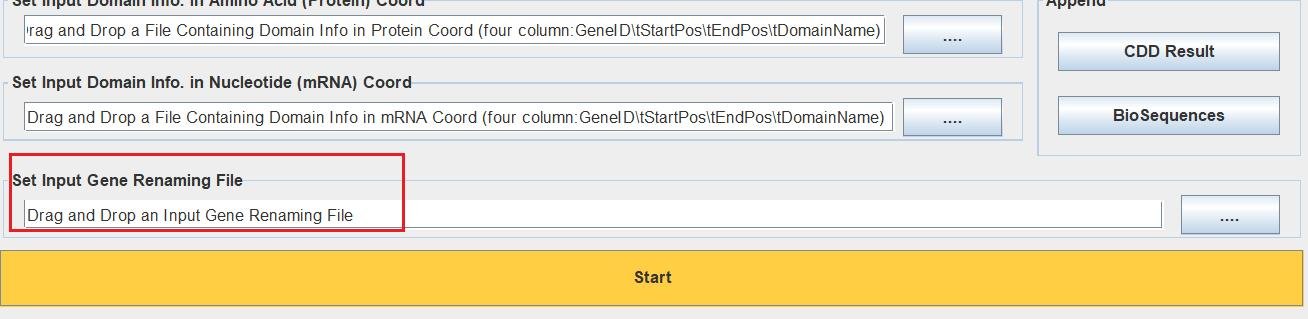 Set Input Domain Info. in Amino Acid (Protein) Coord
Append
rag and Drop a File Containing Domain Info in Protein Coord (four column:GeneID\tStartPos\tEndPos\tDomainName)
....
CDD Result
Set Input Domain Info. in Nucleotide (mRNA) Coord
Drag and Drop a File Containing Domain Info in mRNA Coord (four column:GeneID\tStartPos\tEndPos\tDomainName)
....
BioSequences
Set Input Gene Renaming File
Drag and Drop an Input Gene Renaming File
....
Start